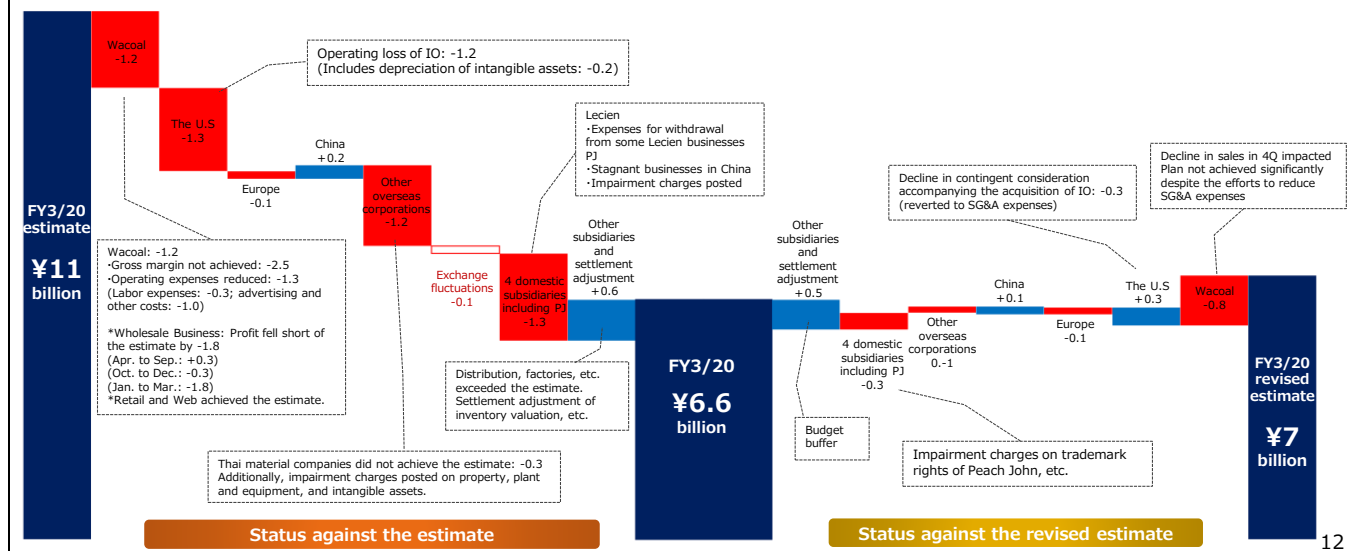 FY3/20
estimate
¥11
billion
Wacoal
-1.2
The U.S
-1.3
Operating loss of IO: -1.2
(Includes depreciation of intangible assets: -0.2)
Europe
-0.1
China
+0.2
Other
overseas
corporations
-1.2
Exchange
fluctuations
-0.1
Lecien
・Expenses for withdrawal
from some Lecien businesses
PJ
・Stagnant businesses in China
・Impairment charges posted
4 domestic
subsidiaries
including PJ
-1.3
Other
subsidiaries
and
settlement
adjustment
+0.6
Wacoal: -1.2
・Gross margin not achieved: -2.5
・Operating expenses reduced: -1.3
(Labor expenses: -0.3; advertising and
other costs: -1.0)
*Wholesale Business: Profit fell short of
the estimate by -1.8
(Apr. to Sep.: +0.3)
(Oct. to Dec.: -0.3)
(Jan. to Mar.: -1.8)
*Retail and Web achieved the estimate.
Thai material companies did not achieve the estimate: -0.3
Additionally, impairment charges posted on property, plant
and equipment, and intangible assets.
Distribution, factories, etc.
exceeded the estimate.
Settlement adjustment of
inventory valuation, etc.
FY3/20
¥6.6
billion
Other
subsidiaries
and
settlement
adjustment
+0.5
Budget
buffer
4 domestic
subsidiaries
including PJ
-0.3
Other
overseas
corporations
0.-1
China
+0.1
Europe
-0.1
The U.S
+0.3
Wacoal
-0.8
Decline in contingent consideration
accompanying the acquisition of IO: -0.3
(reverted to SG&A expenses)
Decline in sales in 4Q impacted
Plan not achieved significantly
despite the efforts to reduce
SG&A expenses
Impairment charges on trademark
rights of Peach John, etc.
FY3/20
revised
estimate
¥7
billion
Status against the estimate
Status against the revised estimate
12